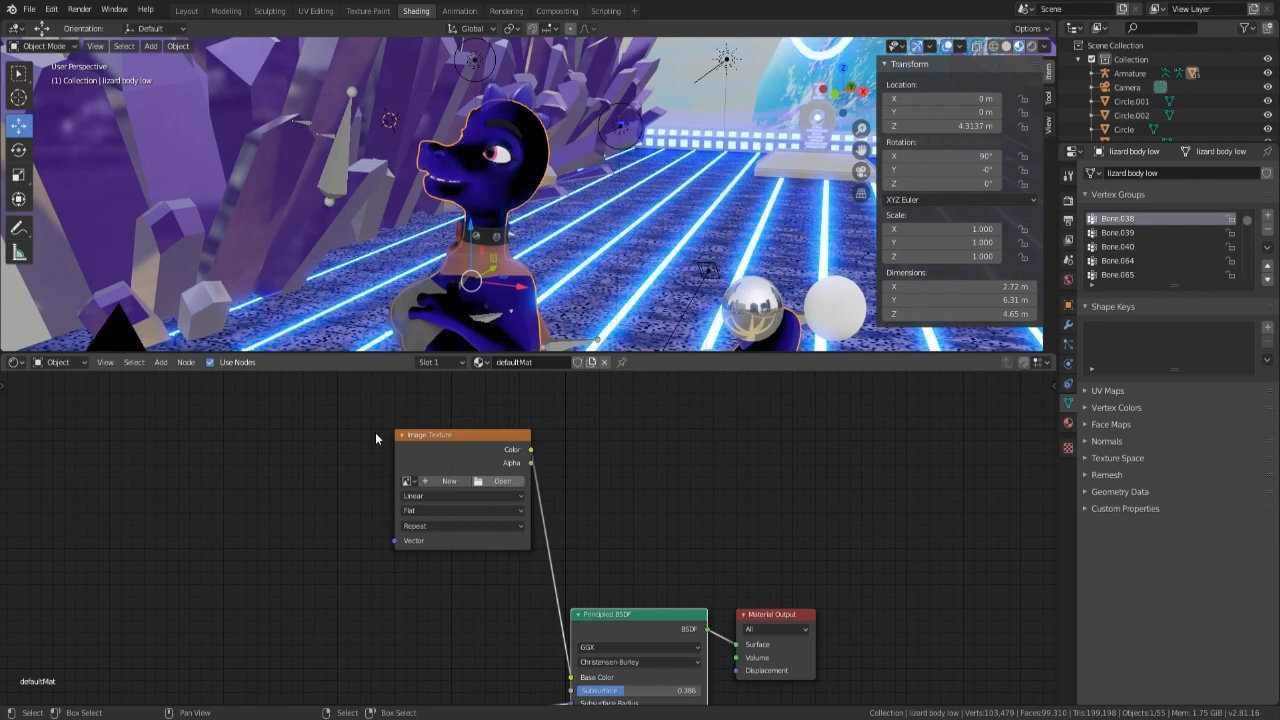 File Edit Render Window Help Layout Modeling Sculpting UV Editing Texture Paint Shading Animation Rendering Compositing Scripting + Scene View Layer
Orientation: Default Global Options
Object Mode View Select Add Object
User Perspective
(1) Collection | lizard body low
Transform
Location:
X 0 m
Y 0 m
Z 4.3137 m
Rotation:
X 90°
Y -0°
Z 0°
XYZ Euler
Scale:
X 1.000
Y 1.000
Z 1.000
Dimensions:
X 2.72 m
Y 6.31 m
Z 4.65 m
Item
Tool
View
Z
Y
X
Scene Collection
Collection
Armature
Camera
Circle.001
Circle.002
Circle
lizard body low lizard body low
lizard body low
Vertex Groups
Bone.038
Bone.039
Bone.040
Bone.064
Bone.065
Shape Keys
UV Maps
Vertex Colors
Face Maps
Normals
Texture Space
Remesh
Geometry Data
Custom Properties
Object View Select Add Node Use Nodes Slot 1 defaultMat
Image Texture
Color
Alpha
New Open
Linear
Flat
Repeat
Vector
Principled BSDF
BSDF
GGX
Christensen-Burley
Base Color
Subsurface 0.386
Subsurface Radius
Material Output
All
Surface
Volume
Displacement
defaultMat
Select Box Select Pan View Select Box Select Collection | lizard body low | Verts:103,479 | Faces:99,310 | Tris:199,198 | Objects:1/55 | Mem: 1.75 GiB | v2.81.16